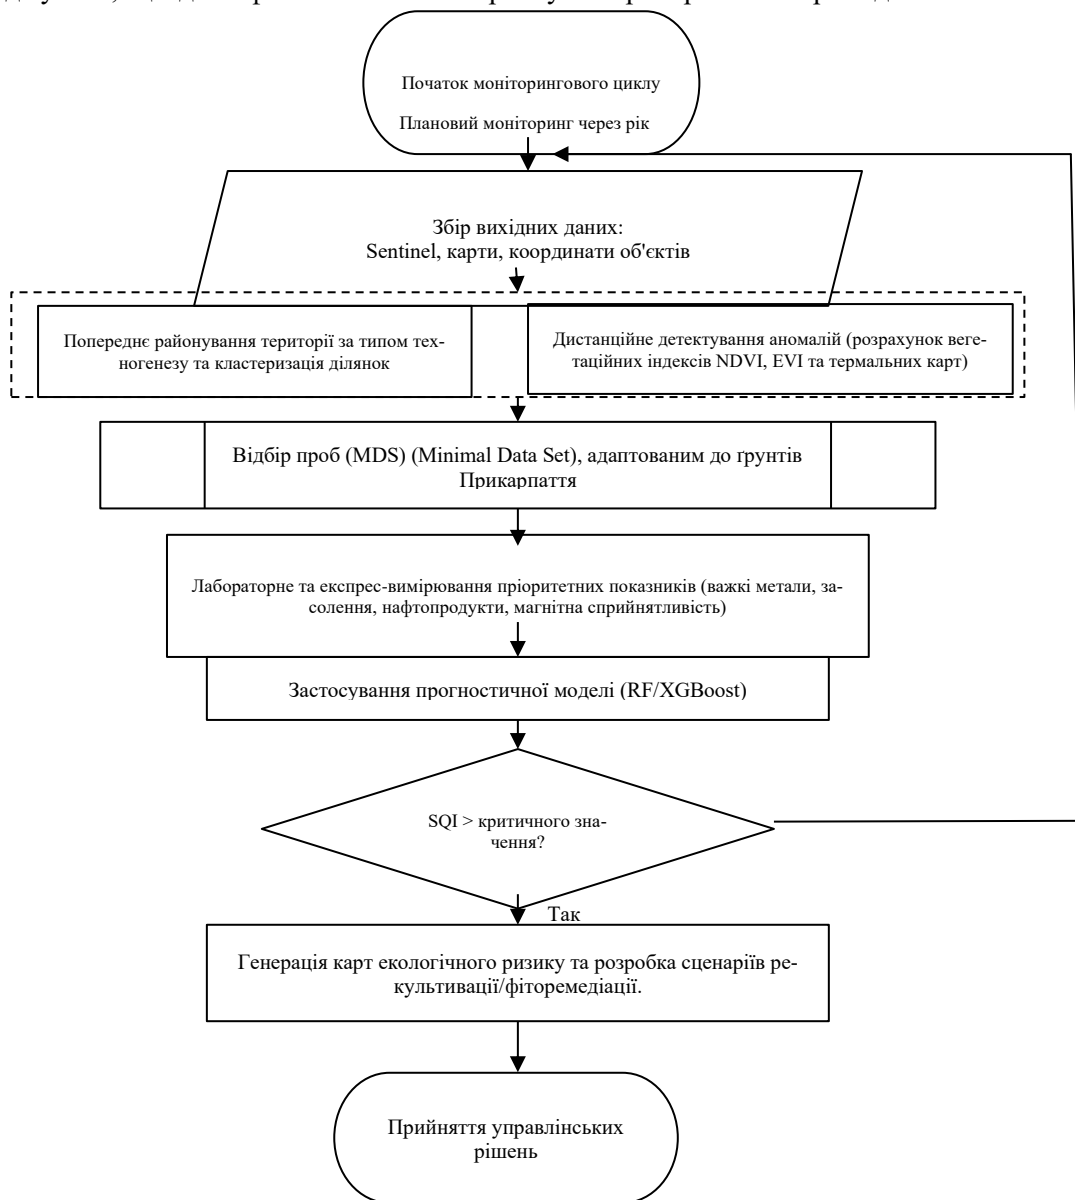 Початок моніторингового циклу
Плановий моніторинг через рік
Збір вихідних даних:
Sentinel, карти, координати об'єктів
Попереднє районування території за типом тех-
ногенезу та кластеризація ділянок
Дистанційне детектування аномалій (розрахунок веге-
таційних індексів NDVI, EVI та термальних карт)
Відбір проб (MDS) (Minimal Data Set), адаптованим до ґрунтів
Прикарпаття
Лабораторне та експрес-вимірювання пріоритетних показників (важкі метали, за-
солення, нафтопродукти, магнітна сприйнятливість)
Застосування прогностичної моделі (RF/XGBoost)
SQI > критичного зна-
чення?
Так
Генерація карт екологічного ризику та розробка сценаріїв ре-
культивації/фіторемедіації.
Прийняття управлінських
рішень